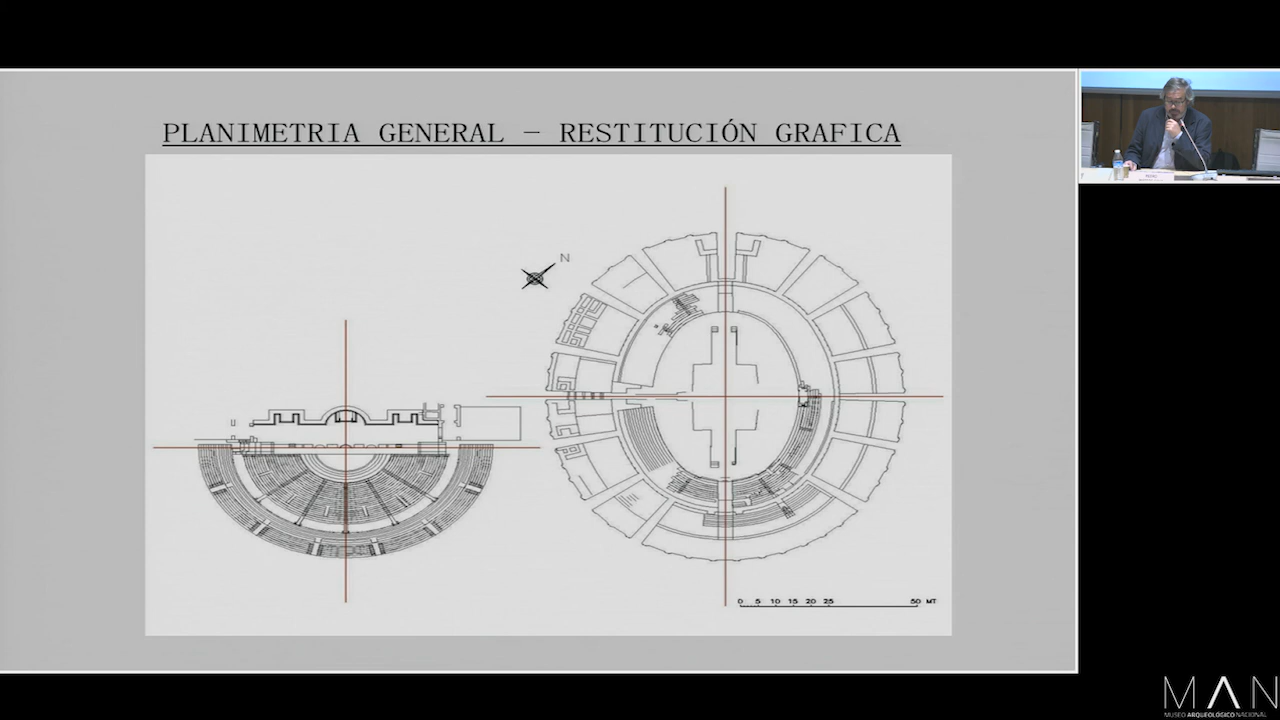 PLANIMETRIA GENERAL - RESTITUCIÓN GRAFICA
N
0 5 10 15 20 25 50 MT
MAN
MUSEO ARQUEOLÓGICO NACIONAL